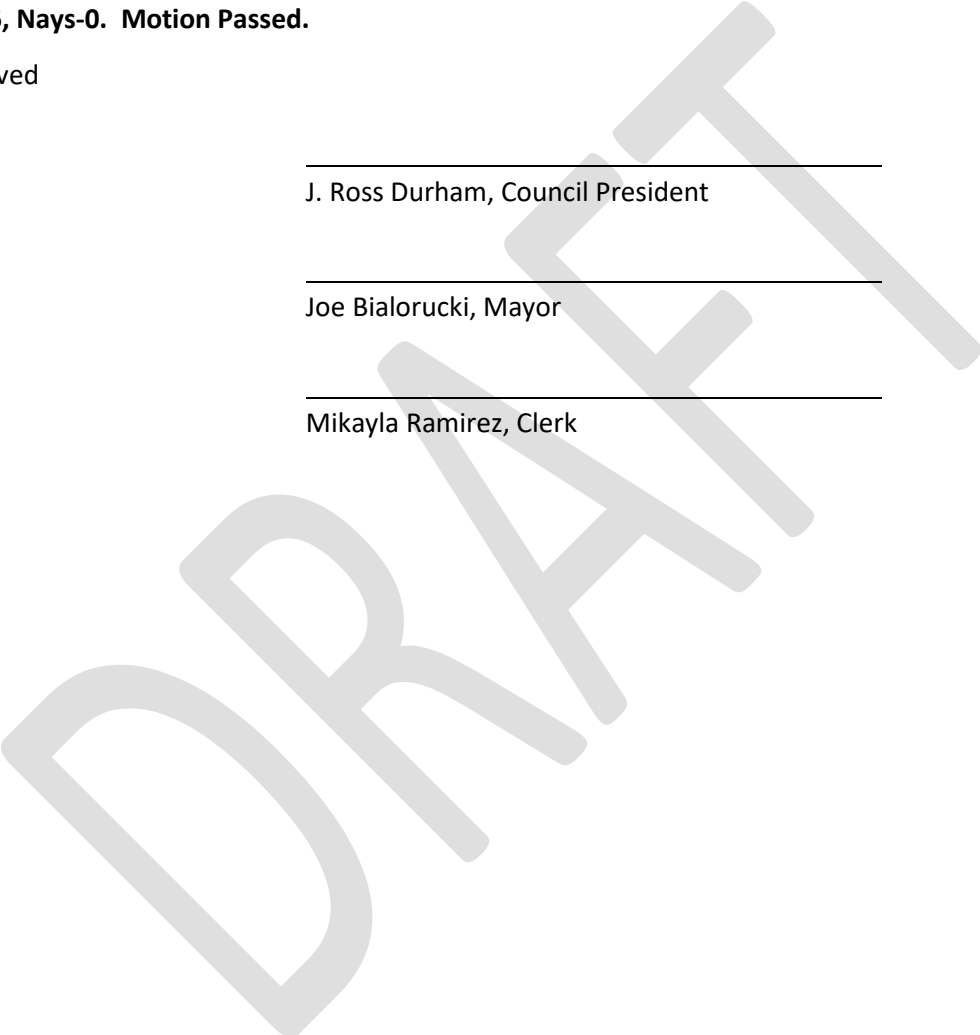 , Nays-0. Motion Passed.
ved
J. Ross Durham, Council President
Joe Bialorucki, Mayor
Mikayla Ramirez, Clerk
DRAFT